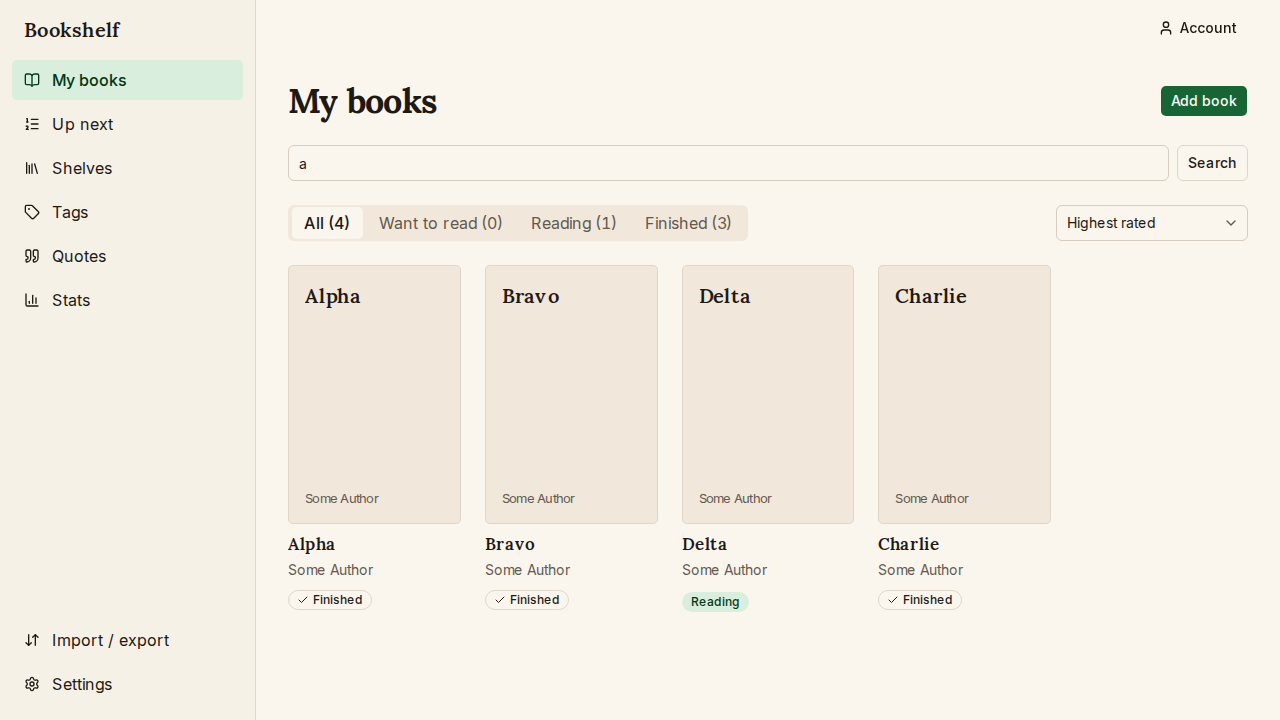 Bookshelf
My books
Up next
Shelves
Tags
Quotes
Stats
Import / export
Settings
Account
My books
Add book
a
Search
All (4)
Want to read (0)
Reading (1)
Finished (3)
Highest rated
Alpha
Some Author
Alpha
Some Author
Finished
Bravo
Some Author
Bravo
Some Author
Finished
Delta
Some Author
Delta
Some Author
Reading
Charlie
Some Author
Charlie
Some Author
Finished